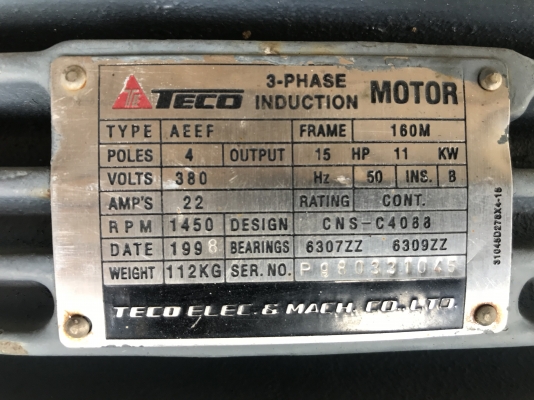 TECO 3-PHASE INDUCTION MOTOR
TYPE AEEF FRAME 160M
POLES 4 OUTPUT 15 HP 11 KW
VOLTS 380 Hz 50 INS. B
AMP'S 22 RATING CONT.
RPM 1450 DESIGN CNS-C4088
DATE 1998 BEARINGS 6307ZZ 6309ZZ
WEIGHT 112KG SER.NO.
TECO ELEC. & MACH. CO., LTD.